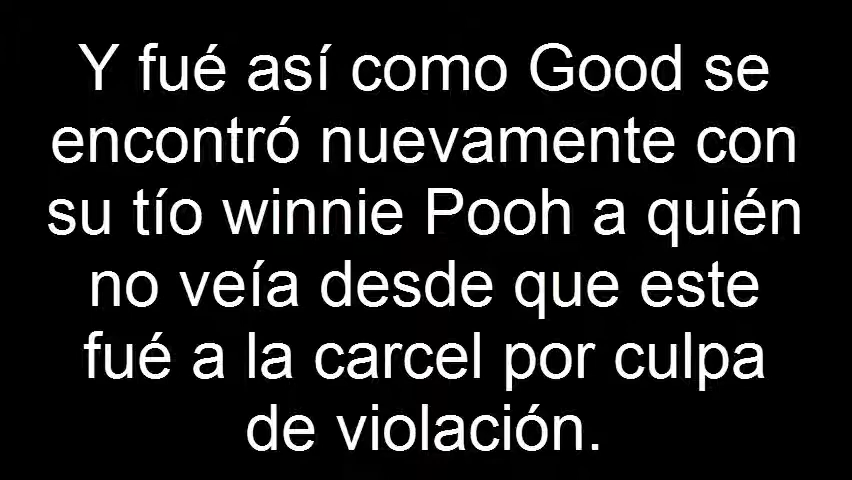 Y fué así como Good se
encontró nuevamente con
su tío winnie Pooh a quién
no veía desde que este
fué a la carcel por culpa
de violación.